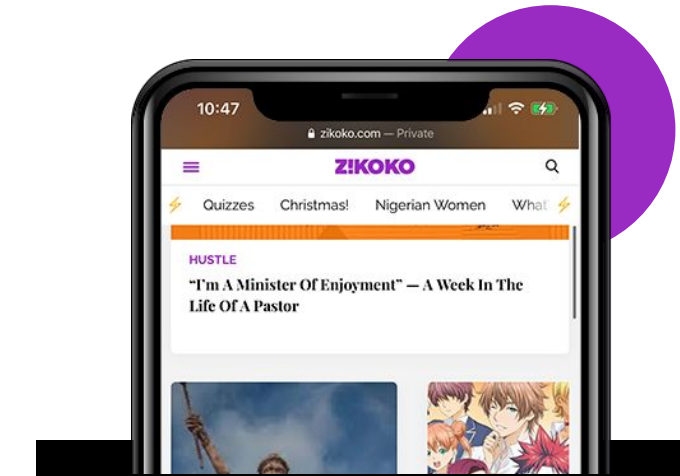 10:47
zikoko.com — Private
Z!KOKO
Quizzes Christmas! Nigerian Women What
HUSTLE
“I’m A Minister Of Enjoyment” — A Week In The
Life Of A Pastor